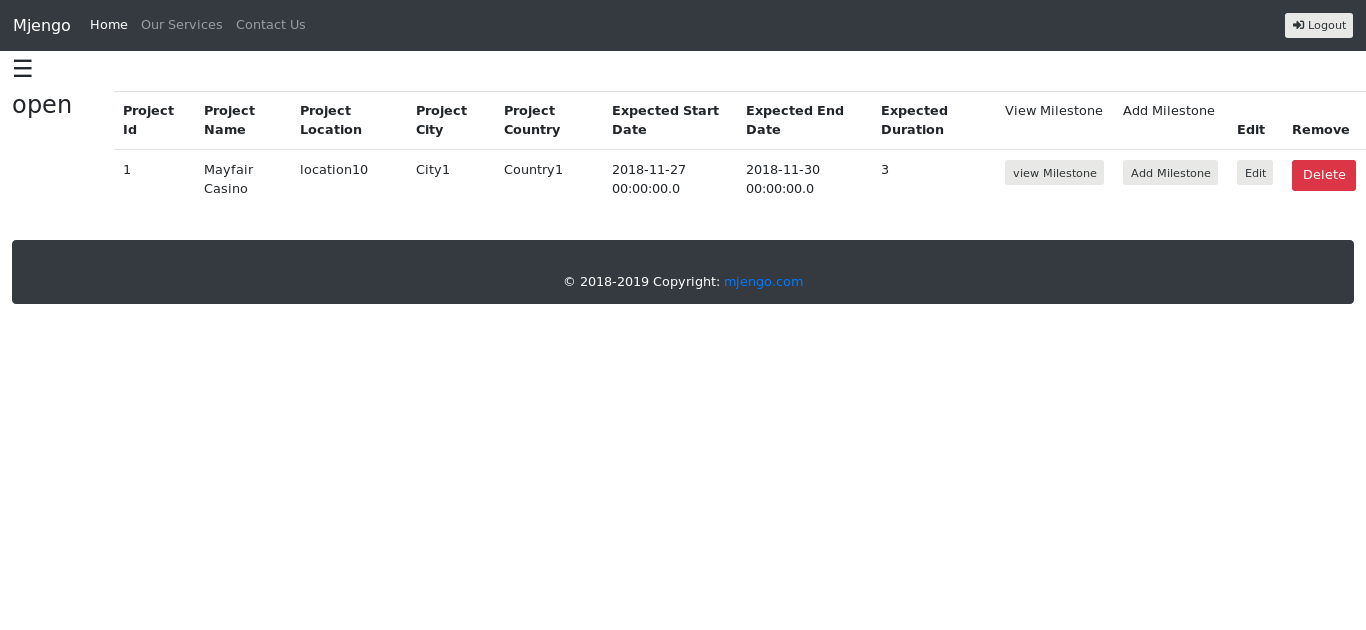 Mjengo Home Our Services Contact Us Logout
☰
open
Project Id Project Name Project Location Project City Project Country Expected Start Date Expected End Date Expected Duration View Milestone Add Milestone Edit Remove
1 Mayfair Casino location10 City1 Country1 2018-11-27 00:00:00.0 2018-11-30 00:00:00.0 3 view Milestone Add Milestone Edit Delete
© 2018-2019 Copyright: mjengo.com